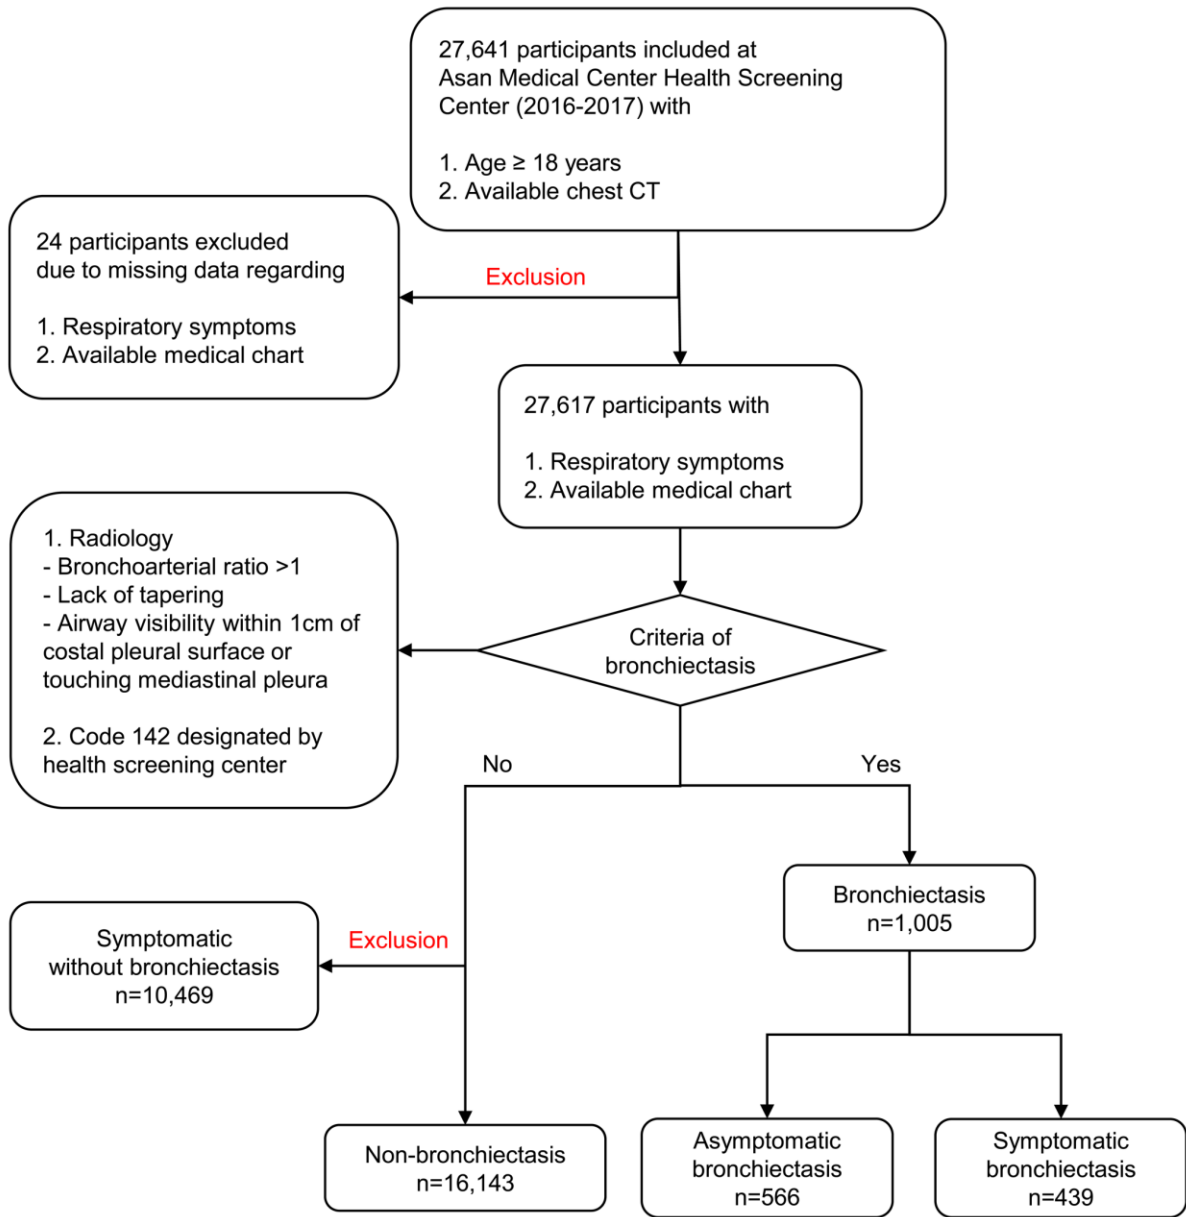 27,641 participants included at
Asan Medical Center Health Screening
Center (2016-2017) with
1. Age ≥ 18 years
2. Available chest CT
24 participants excluded
due to missing data regarding
1. Respiratory symptoms
2. Available medical chart
Exclusion
27,617 participants with
1. Respiratory symptoms
2. Available medical chart
1. Radiology
- Bronchoarterial ratio >1
- Lack of tapering
- Airway visibility within 1cm of
costal pleural surface or
touching mediastinal pleura
2. Code 142 designated by
health screening center
Criteria of
bronchiectasis
No
Yes
Bronchiectasis
n=1,005
Symptomatic
without bronchiectasis
n=10,469
Exclusion
Non-bronchiectasis
n=16,143
Asymptomatic
bronchiectasis
n=566
Symptomatic
bronchiectasis
n=439